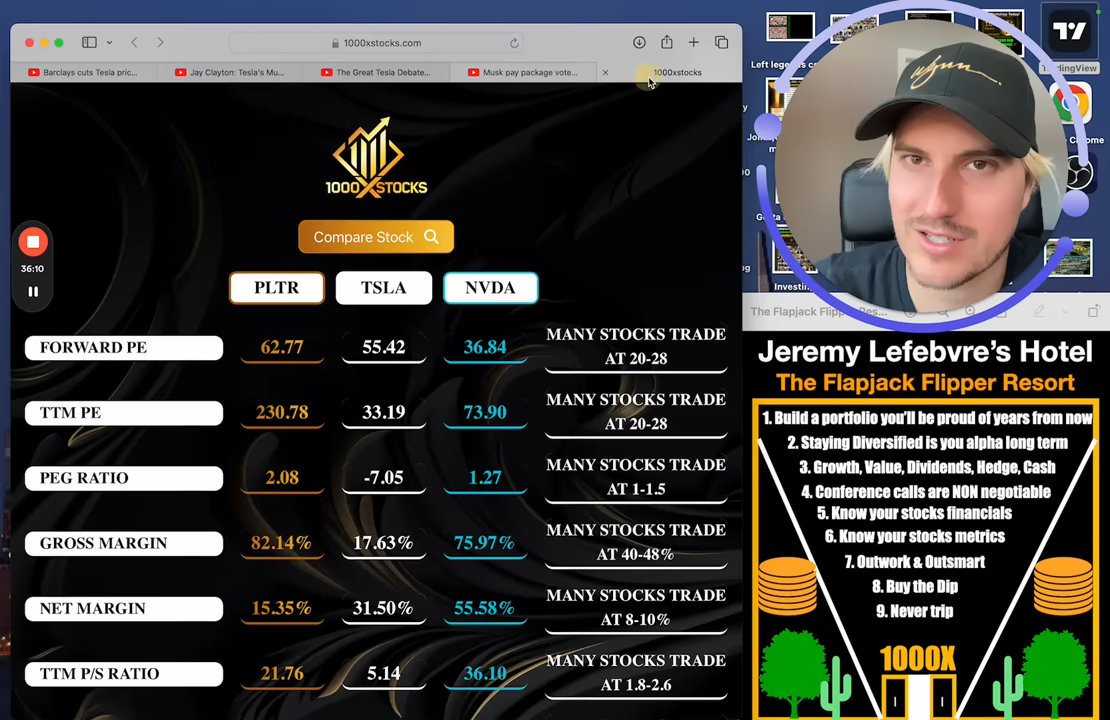 1000xstocks.com
Barclays cuts Tesla pric...
Jay Clayton: Tesla's Mu...
The Great Tesla Debate...
Musk pay package vote...
1000xstocks
1000XSTOCKS
Compare Stock
36:10
PLTR TSLA NVDA
FORWARD PE 62.77 55.42 36.84 MANY STOCKS TRADE
AT 20-28
TTM PE 230.78 33.19 73.90 MANY STOCKS TRADE
AT 20-28
PEG RATIO 2.08 -7.05 1.27 MANY STOCKS TRADE
AT 1-1.5
GROSS MARGIN 82.14% 17.63% 75.97% MANY STOCKS TRADE
AT 40-48%
NET MARGIN 15.35% 31.50% 55.58% MANY STOCKS TRADE
AT 8-10%
TTM P/S RATIO 21.76 5.14 36.10 MANY STOCKS TRADE
AT 1.8-2.6
TradingView
wynn
The Flapjack Flipper Res...
Jeremy Lefebvre's Hotel
The Flapjack Flipper Resort
1. Build a portfolio you'll be proud of years from now
2. Staying Diversified is you alpha long term
3. Growth, Value, Dividends, Hedge, Cash
4. Conference calls are NON negotiable
5. Know your stocks financials
6. Know your stocks metrics
7. Outwork & Outsmart
8. Buy the Dip
9. Never trip
1000X